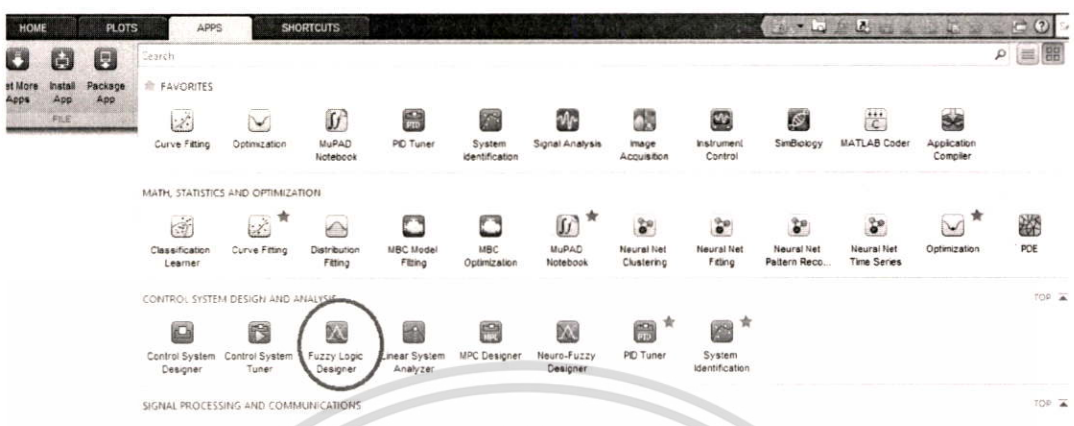 HOME PLOTS APPS SHORTCUTS
Search
et More Apps
Install App
Package App
FILE
FAVORITES
Curve Fitting
Optimization
MuPAD Notebook
PID Tuner
System Identification
Signal Analysis
Image Acquisition
Instrument Control
SimBiology
MATLAB Coder
Application Compiler
MATH, STATISTICS AND OPTIMIZATION
Classification Learner
Curve Fitting
Distribution Fitting
MBC Model Fitting
MBC Optimization
MuPAD Notebook
Neural Net Clustering
Neural Net Fitting
Neural Net Pattern Reco...
Neural Net Time Series
Optimization
PDE
CONTROL SYSTEM DESIGN AND ANALYSIS TOP
Control System Designer
Control System Tuner
Fuzzy Logic Designer
Linear System Analyzer
MPC Designer
Neuro-Fuzzy Designer
PID Tuner
System Identification
SIGNAL PROCESSING AND COMMUNICATIONS TOP